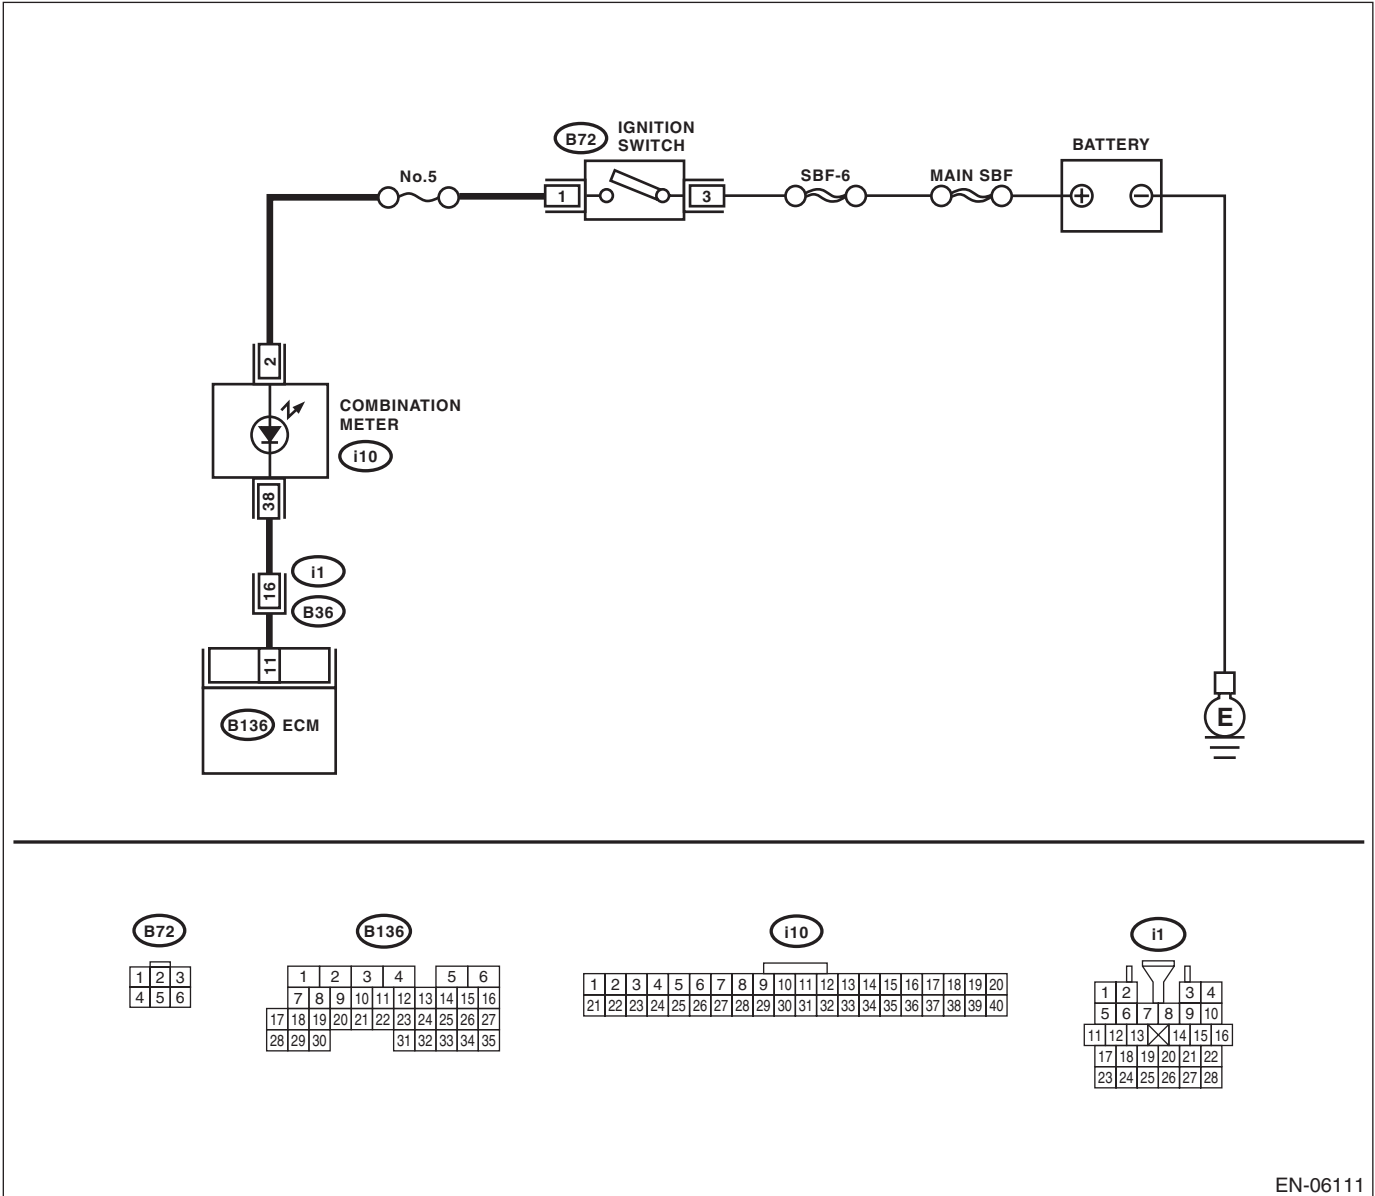 IGNITION
SWITCH
B72
BATTERY
No.5
1
3
SBF-6
MAIN SBF
+
−
2
COMBINATION
METER
i10
38
i1
16
B36
11
B136 ECM
E
B72
1 2 3
4 5 6
B136
1 2 3 4 5 6
7 8 9 10 11 12 13 14 15 16
17 18 19 20 21 22 23 24 25 26 27
28 29 30 31 32 33 34 35
i10
1 2 3 4 5 6 7 8 9 10 11 12 13 14 15 16 17 18 19 20
21 22 23 24 25 26 27 28 29 30 31 32 33 34 35 36 37 38 39 40
i1
1 2 3 4
5 6 7 8 9 10
11 12 13 14 15 16
17 18 19 20 21 22
23 24 25 26 27 28
EN-06111